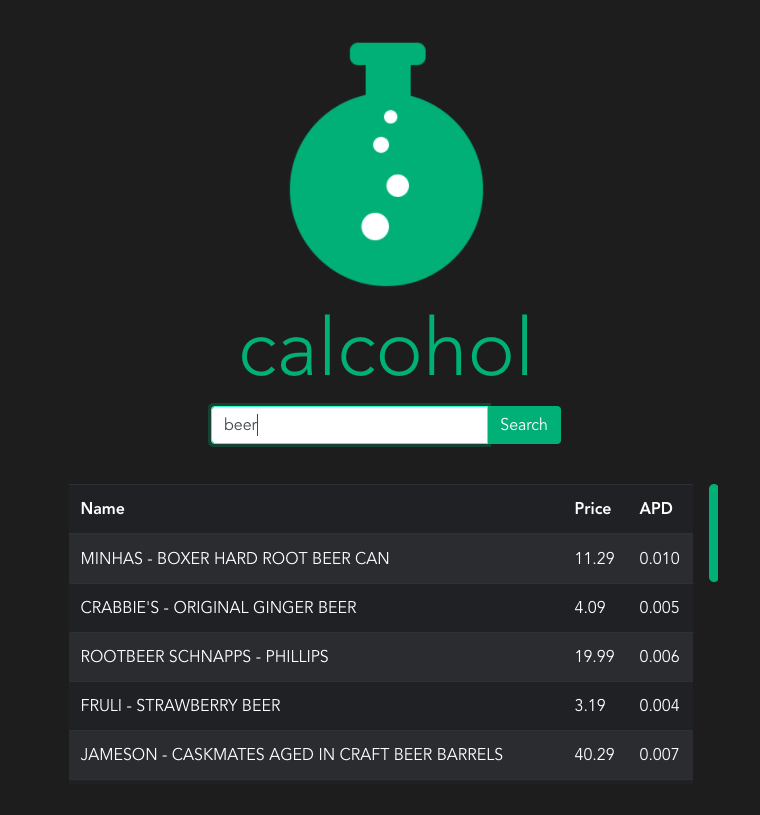 calcohol
beer Search
Name Price APD
MINHAS - BOXER HARD ROOT BEER CAN 11.29 0.010
CRABBIE'S - ORIGINAL GINGER BEER 4.09 0.005
ROOTBEER SCHNAPPS - PHILLIPS 19.99 0.006
FRULI - STRAWBERRY BEER 3.19 0.004
JAMESON - CASKMATES AGED IN CRAFT BEER BARRELS 40.29 0.007